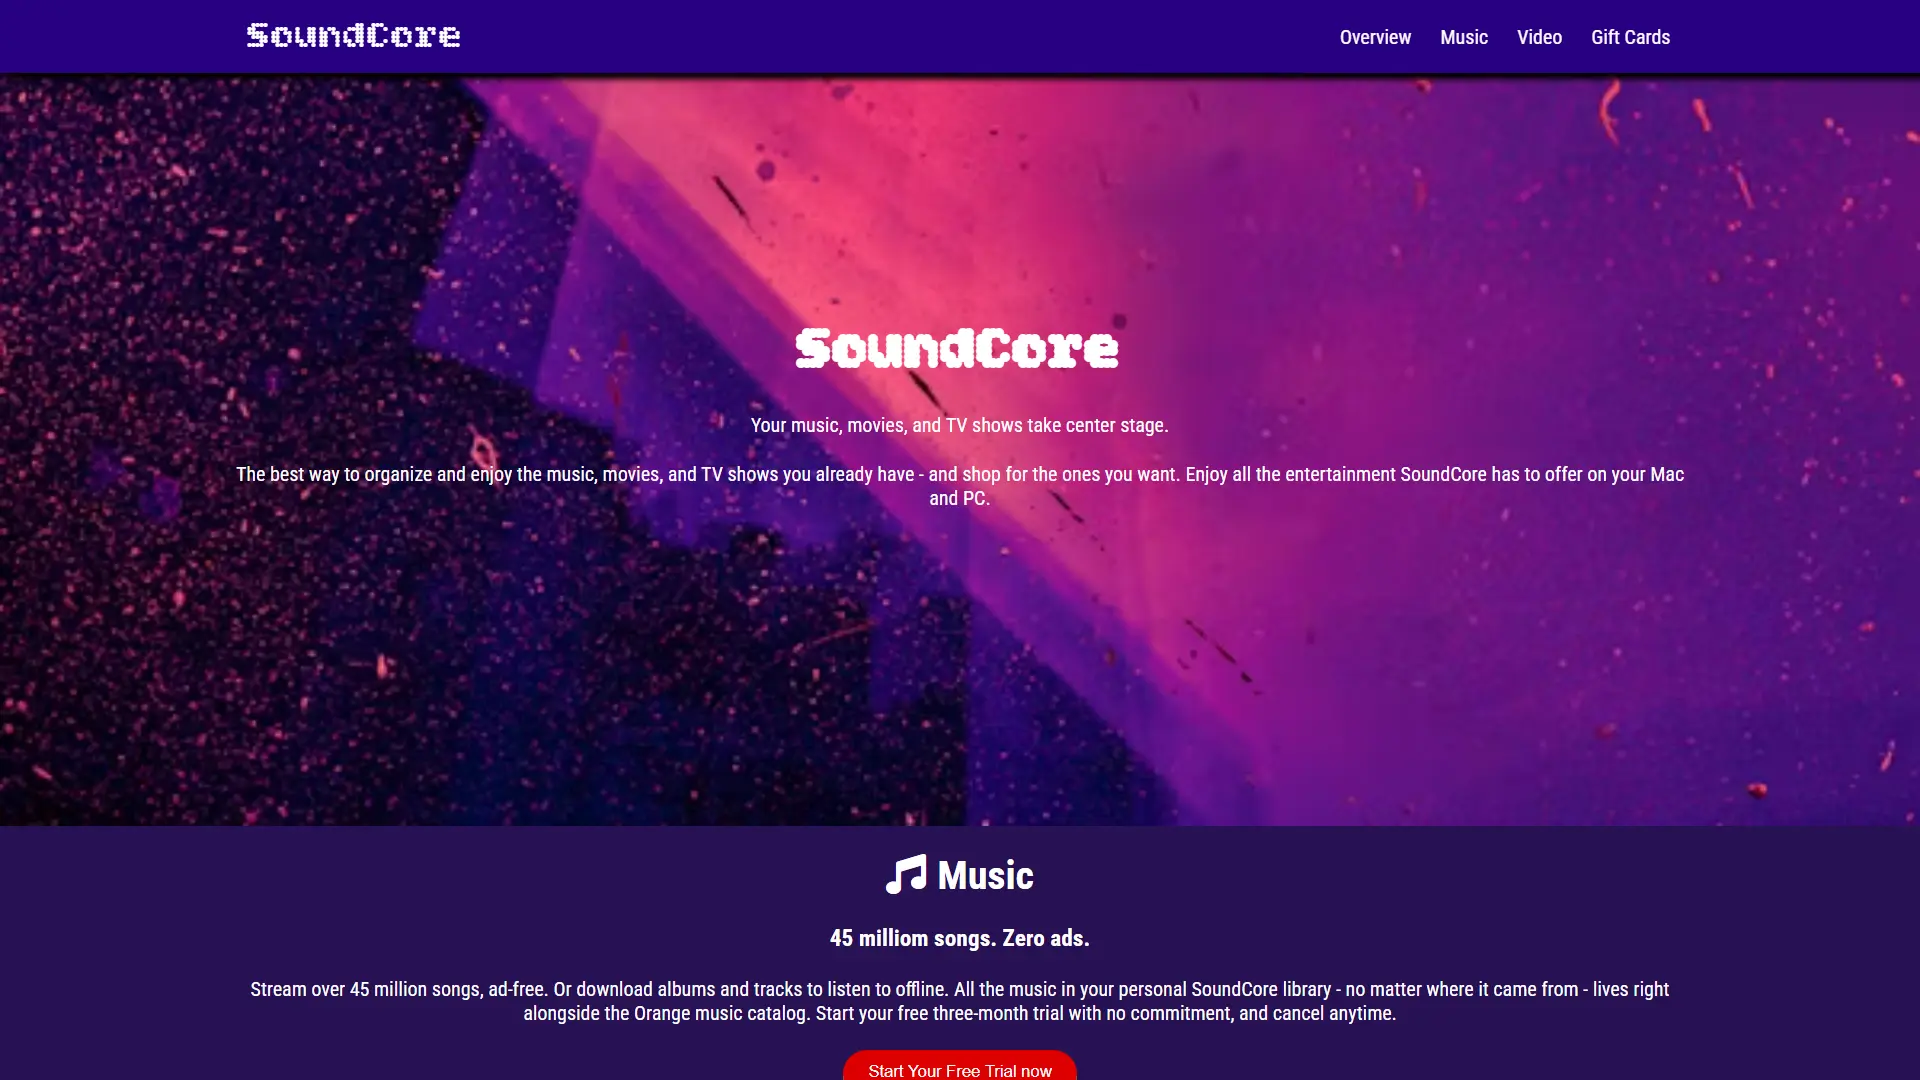 SoundCore
Overview Music Video Gift Cards
SoundCore
Your music, movies, and TV shows take center stage.
The best way to organize and enjoy the music, movies, and TV shows you already have - and shop for the ones you want. Enjoy all the entertainment SoundCore has to offer on your Mac
and PC.
Music
45 milliom songs. Zero ads.
Stream over 45 million songs, ad-free. Or download albums and tracks to listen to offline. All the music in your personal SoundCore library - no matter where it came from - lives right
alongside the Orange music catalog. Start your free three-month trial with no commitment, and cancel anytime.
Start Your Free Trial now